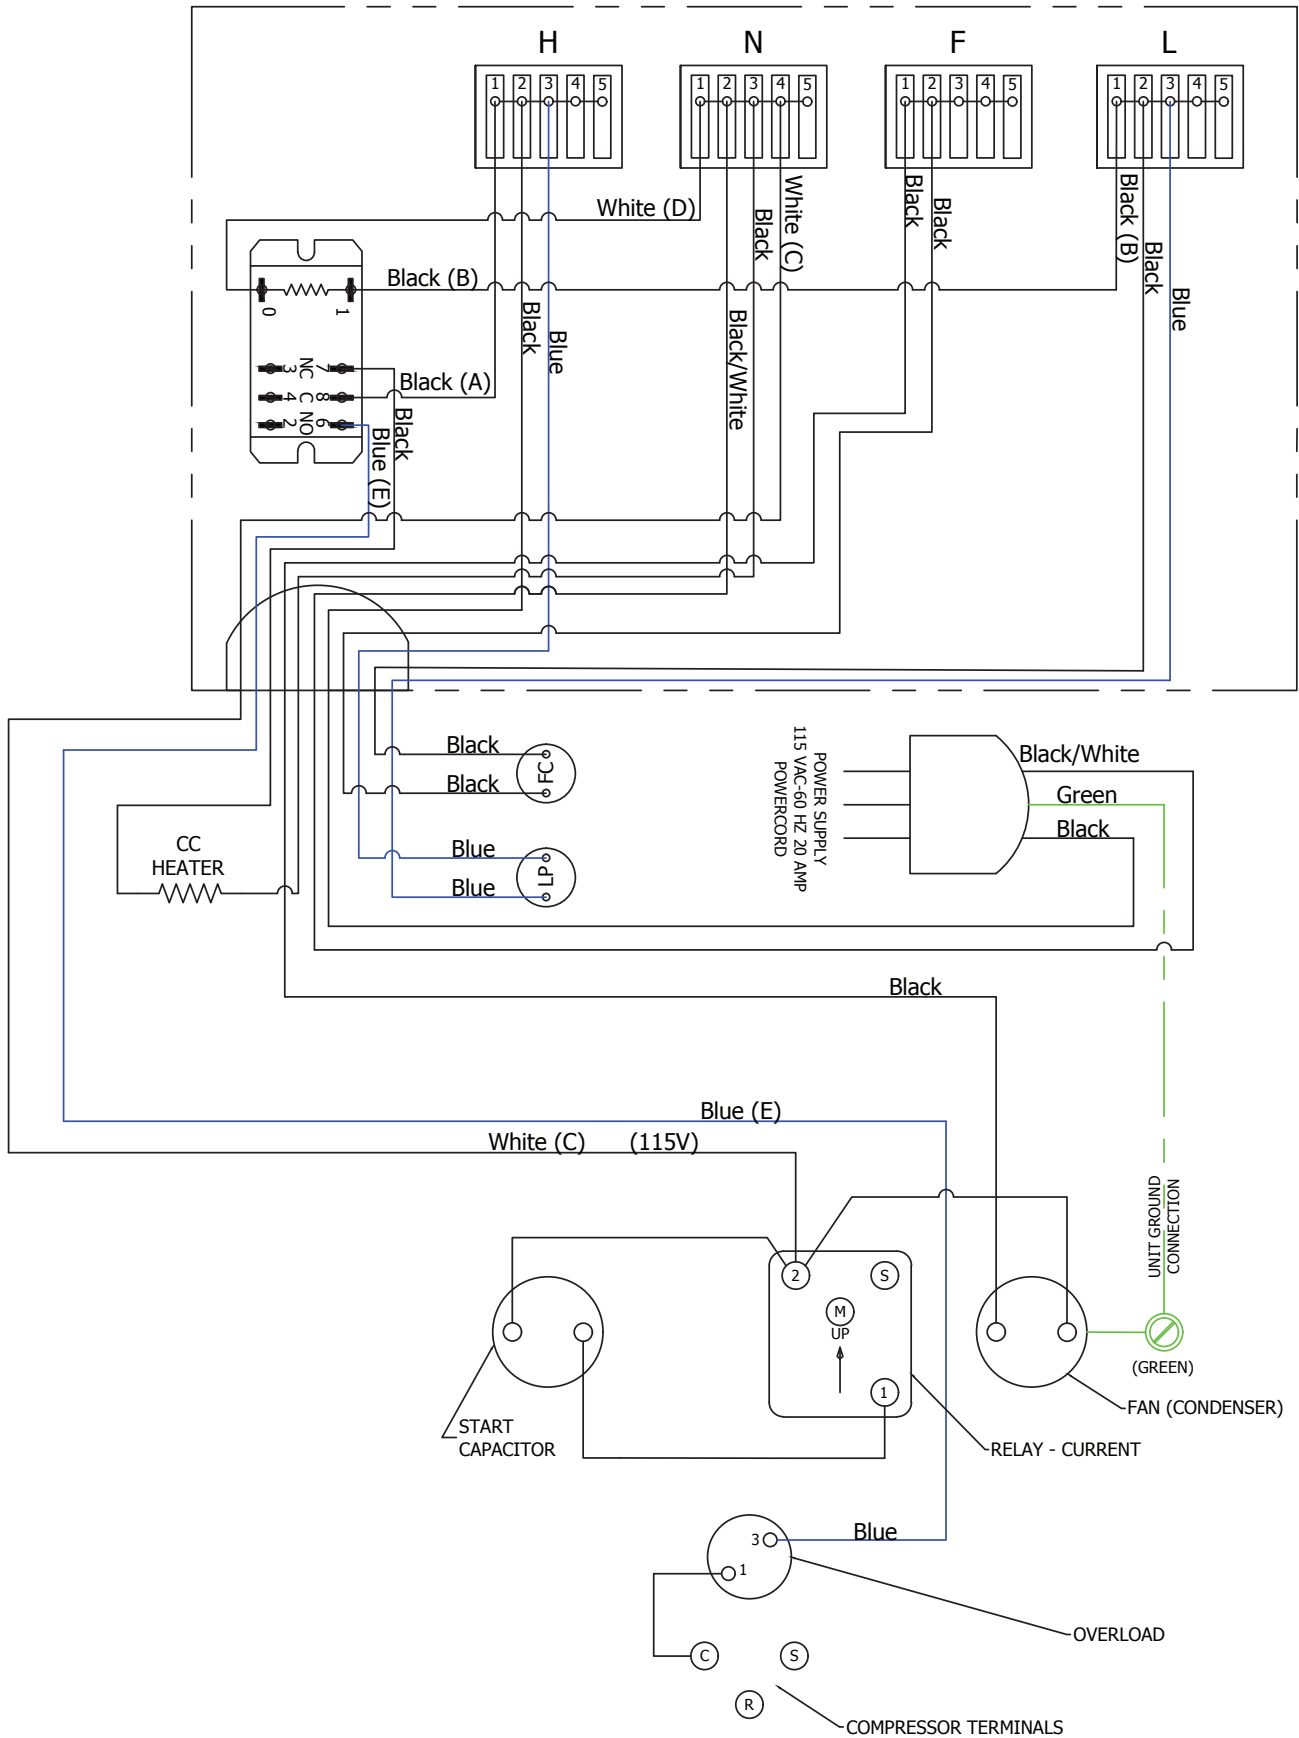 H N F L
1 2 3 4 5
1 2 3 4 5
1 2 3 4 5
1 2 3 4 5
White (D)
White (C)
Black
Black
Black
Black (B)
Black
Blue
Black (B)
0 1
Black
Blue
Black/White
3 NC 7
4 C 8
2 NO 6
Black (A)
Black
Blue (E)
Black
Black
FC
Blue
Blue
LP
CC
HEATER
POWER SUPPLY
115 VAC-60 HZ 20 AMP
POWERCORD
Black/White
Green
Black
Black
Blue (E)
White (C) (115V)
UNIT GROUND
CONNECTION
2 S
M
UP
1
(GREEN)
FAN (CONDENSER)
START
CAPACITOR
RELAY - CURRENT
3
Blue
1
OVERLOAD
C S
R
COMPRESSOR TERMINALS